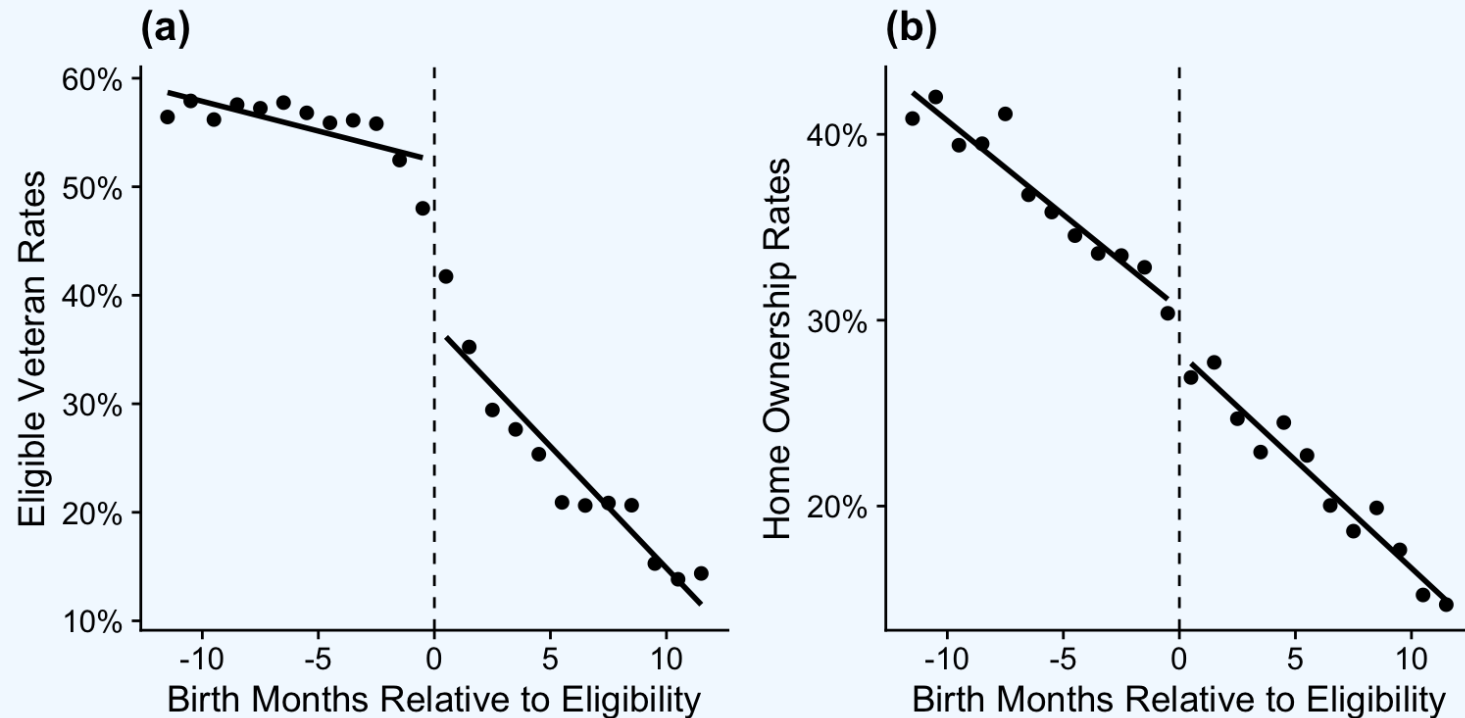 (a)
Eligible Veteran Rates
60%
50%
40%
30%
20%
10%
-10 -5 0 5 10
Birth Months Relative to Eligibility
(b)
Home Ownership Rates
40%
30%
20%
-10 -5 0 5 10
Birth Months Relative to Eligibility